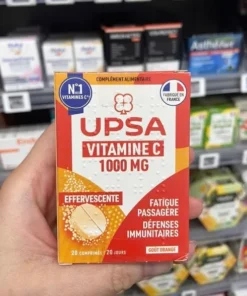 COMPLÉMENT ALIMENTAIRE
N°1
VITAMINES C
FABRIQUÉ EN
FRANCE
UPSA
VITAMINE C
1000 MG
EFFERVESCENTE
FATIGUE
PASSAGÈRE
DÉFENSES
IMMUNITAIRES
GOÛT ORANGE
20 comprimés / 20 jours